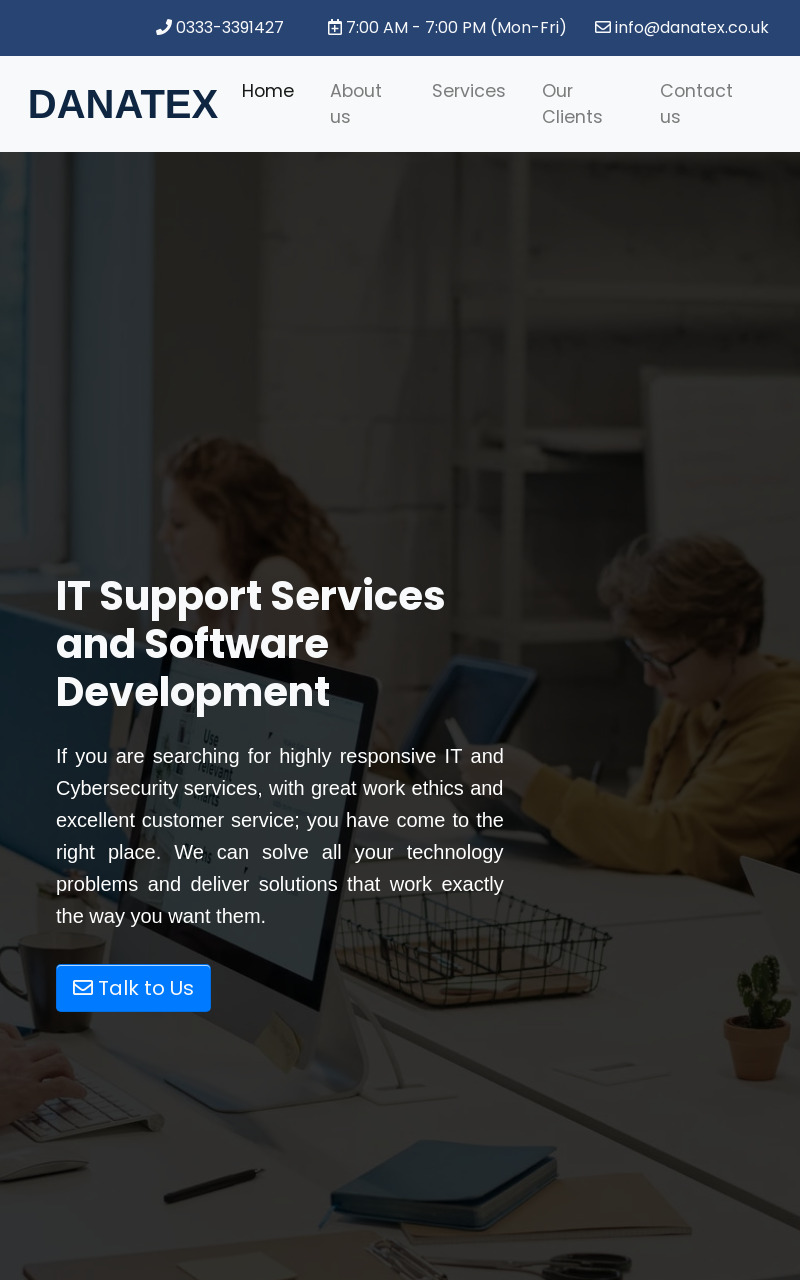 0333-3391427 7:00 AM - 7:00 PM (Mon-Fri) info@danatex.co.uk
DANATEX Home About us Services Our Clients Contact us
IT Support Services
and Software
Development
If you are searching for highly responsive IT and
Cybersecurity services, with great work ethics and
excellent customer service; you have come to the
right place. We can solve all your technology
problems and deliver solutions that work exactly
the way you want them.
Talk to Us
Use
relevant
charts